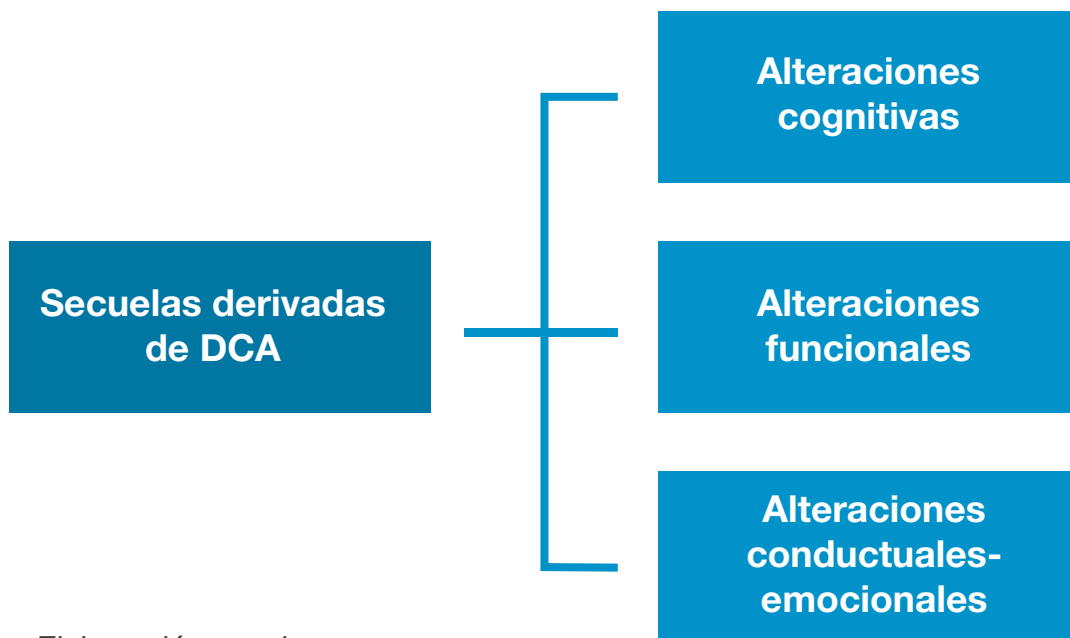 Alteraciones
cognitivas
Secuelas derivadas
de DCA
Alteraciones
funcionales
Alteraciones
conductuales-
emocionales